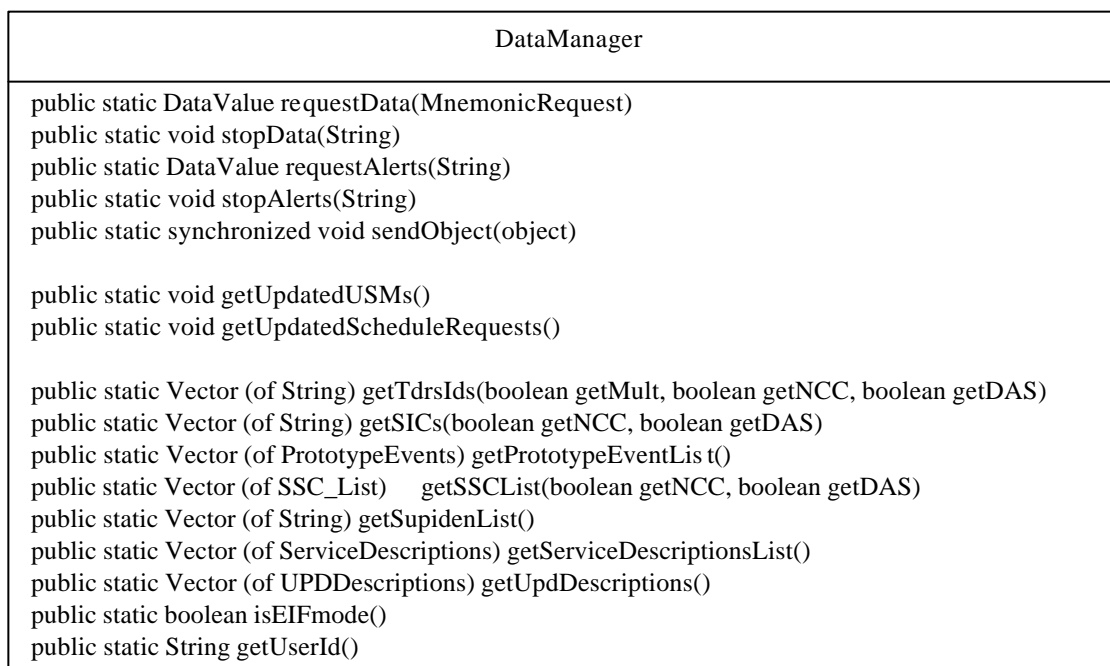 DataManager
public static DataValue requestData(MnemonicRequest)
public static void stopData(String)
public static DataValue requestAlerts(String)
public static void stopAlerts(String)
public static synchronized void sendObject(object)
public static void getUpdatedUSMs()
public static void getUpdatedScheduleRequests()
public static Vector (of String) getTdrsIds(boolean getMult, boolean getNCC, boolean getDAS)
public static Vector (of String) getSICs(boolean getNCC, boolean getDAS)
public static Vector (of PrototypeEvents) getPrototypeEventLis t()
public static Vector (of SSC_List) getSSCList(boolean getNCC, boolean getDAS)
public static Vector (of String) getSupidenList()
public static Vector (of ServiceDescriptions) getServiceDescriptionsList()
public static Vector (of UPDDescriptions) getUpdDescriptions()
public static boolean isEIFmode()
public static String getUserId()